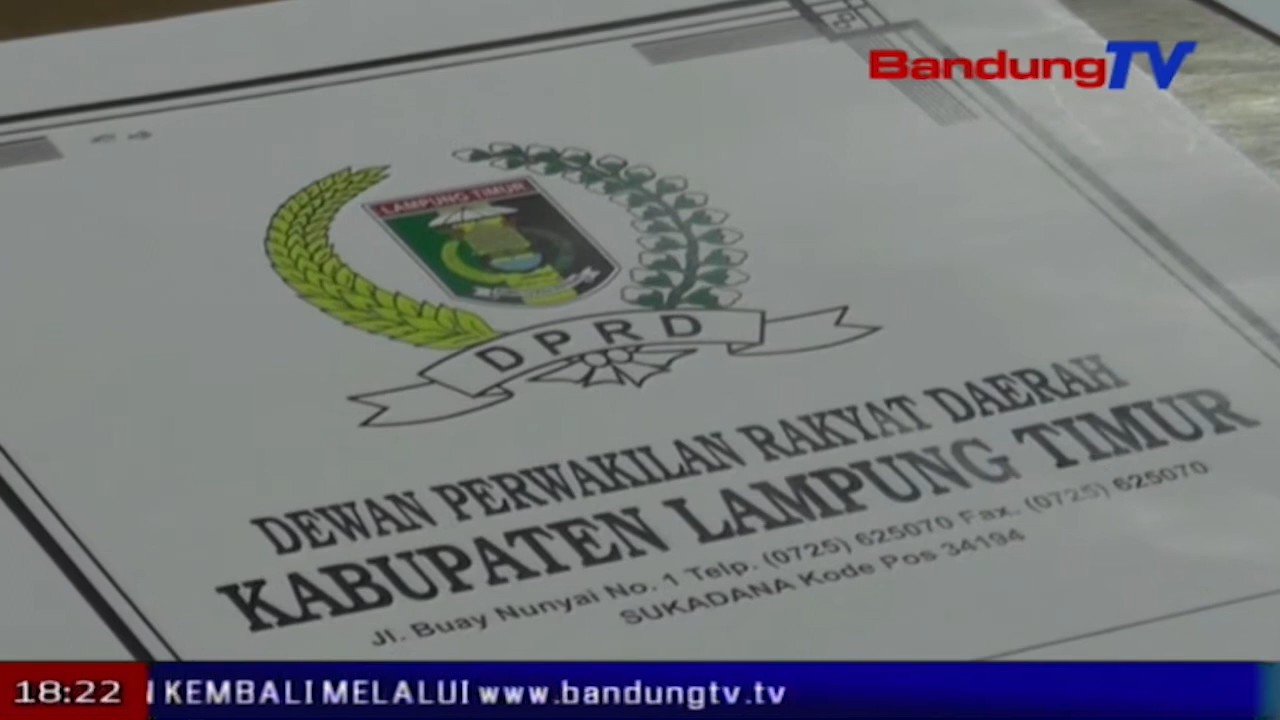 BandungTV
LAMPUNG TIMUR
DPRD
DEWAN PERWAKILAN RAKYAT DAERAH
KABUPATEN LAMPUNG TIMUR
Jl. Buay Nunyai No. 1 Telp. (0725) 625070 Fax. (0725) 625070
SUKADANA Kode Pos 34194
18:22 KEMBALI MELALUI www.bandungtv.tv